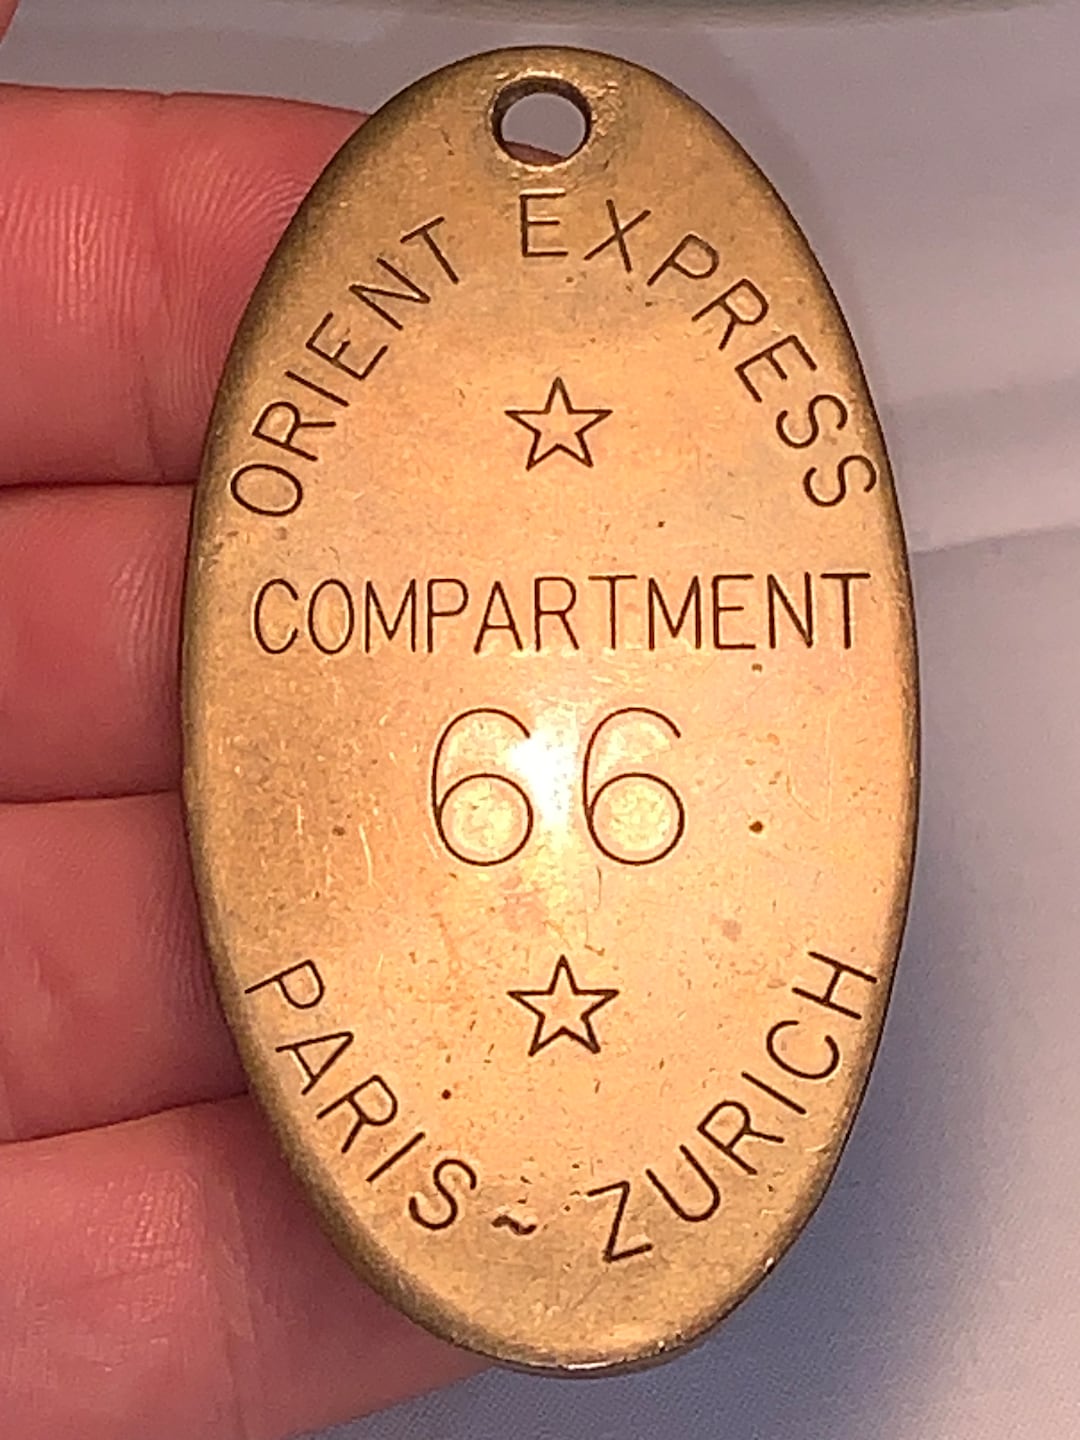 ORIENT EXPRESS
COMPARTMENT
66
PARIS ~ ZURICH